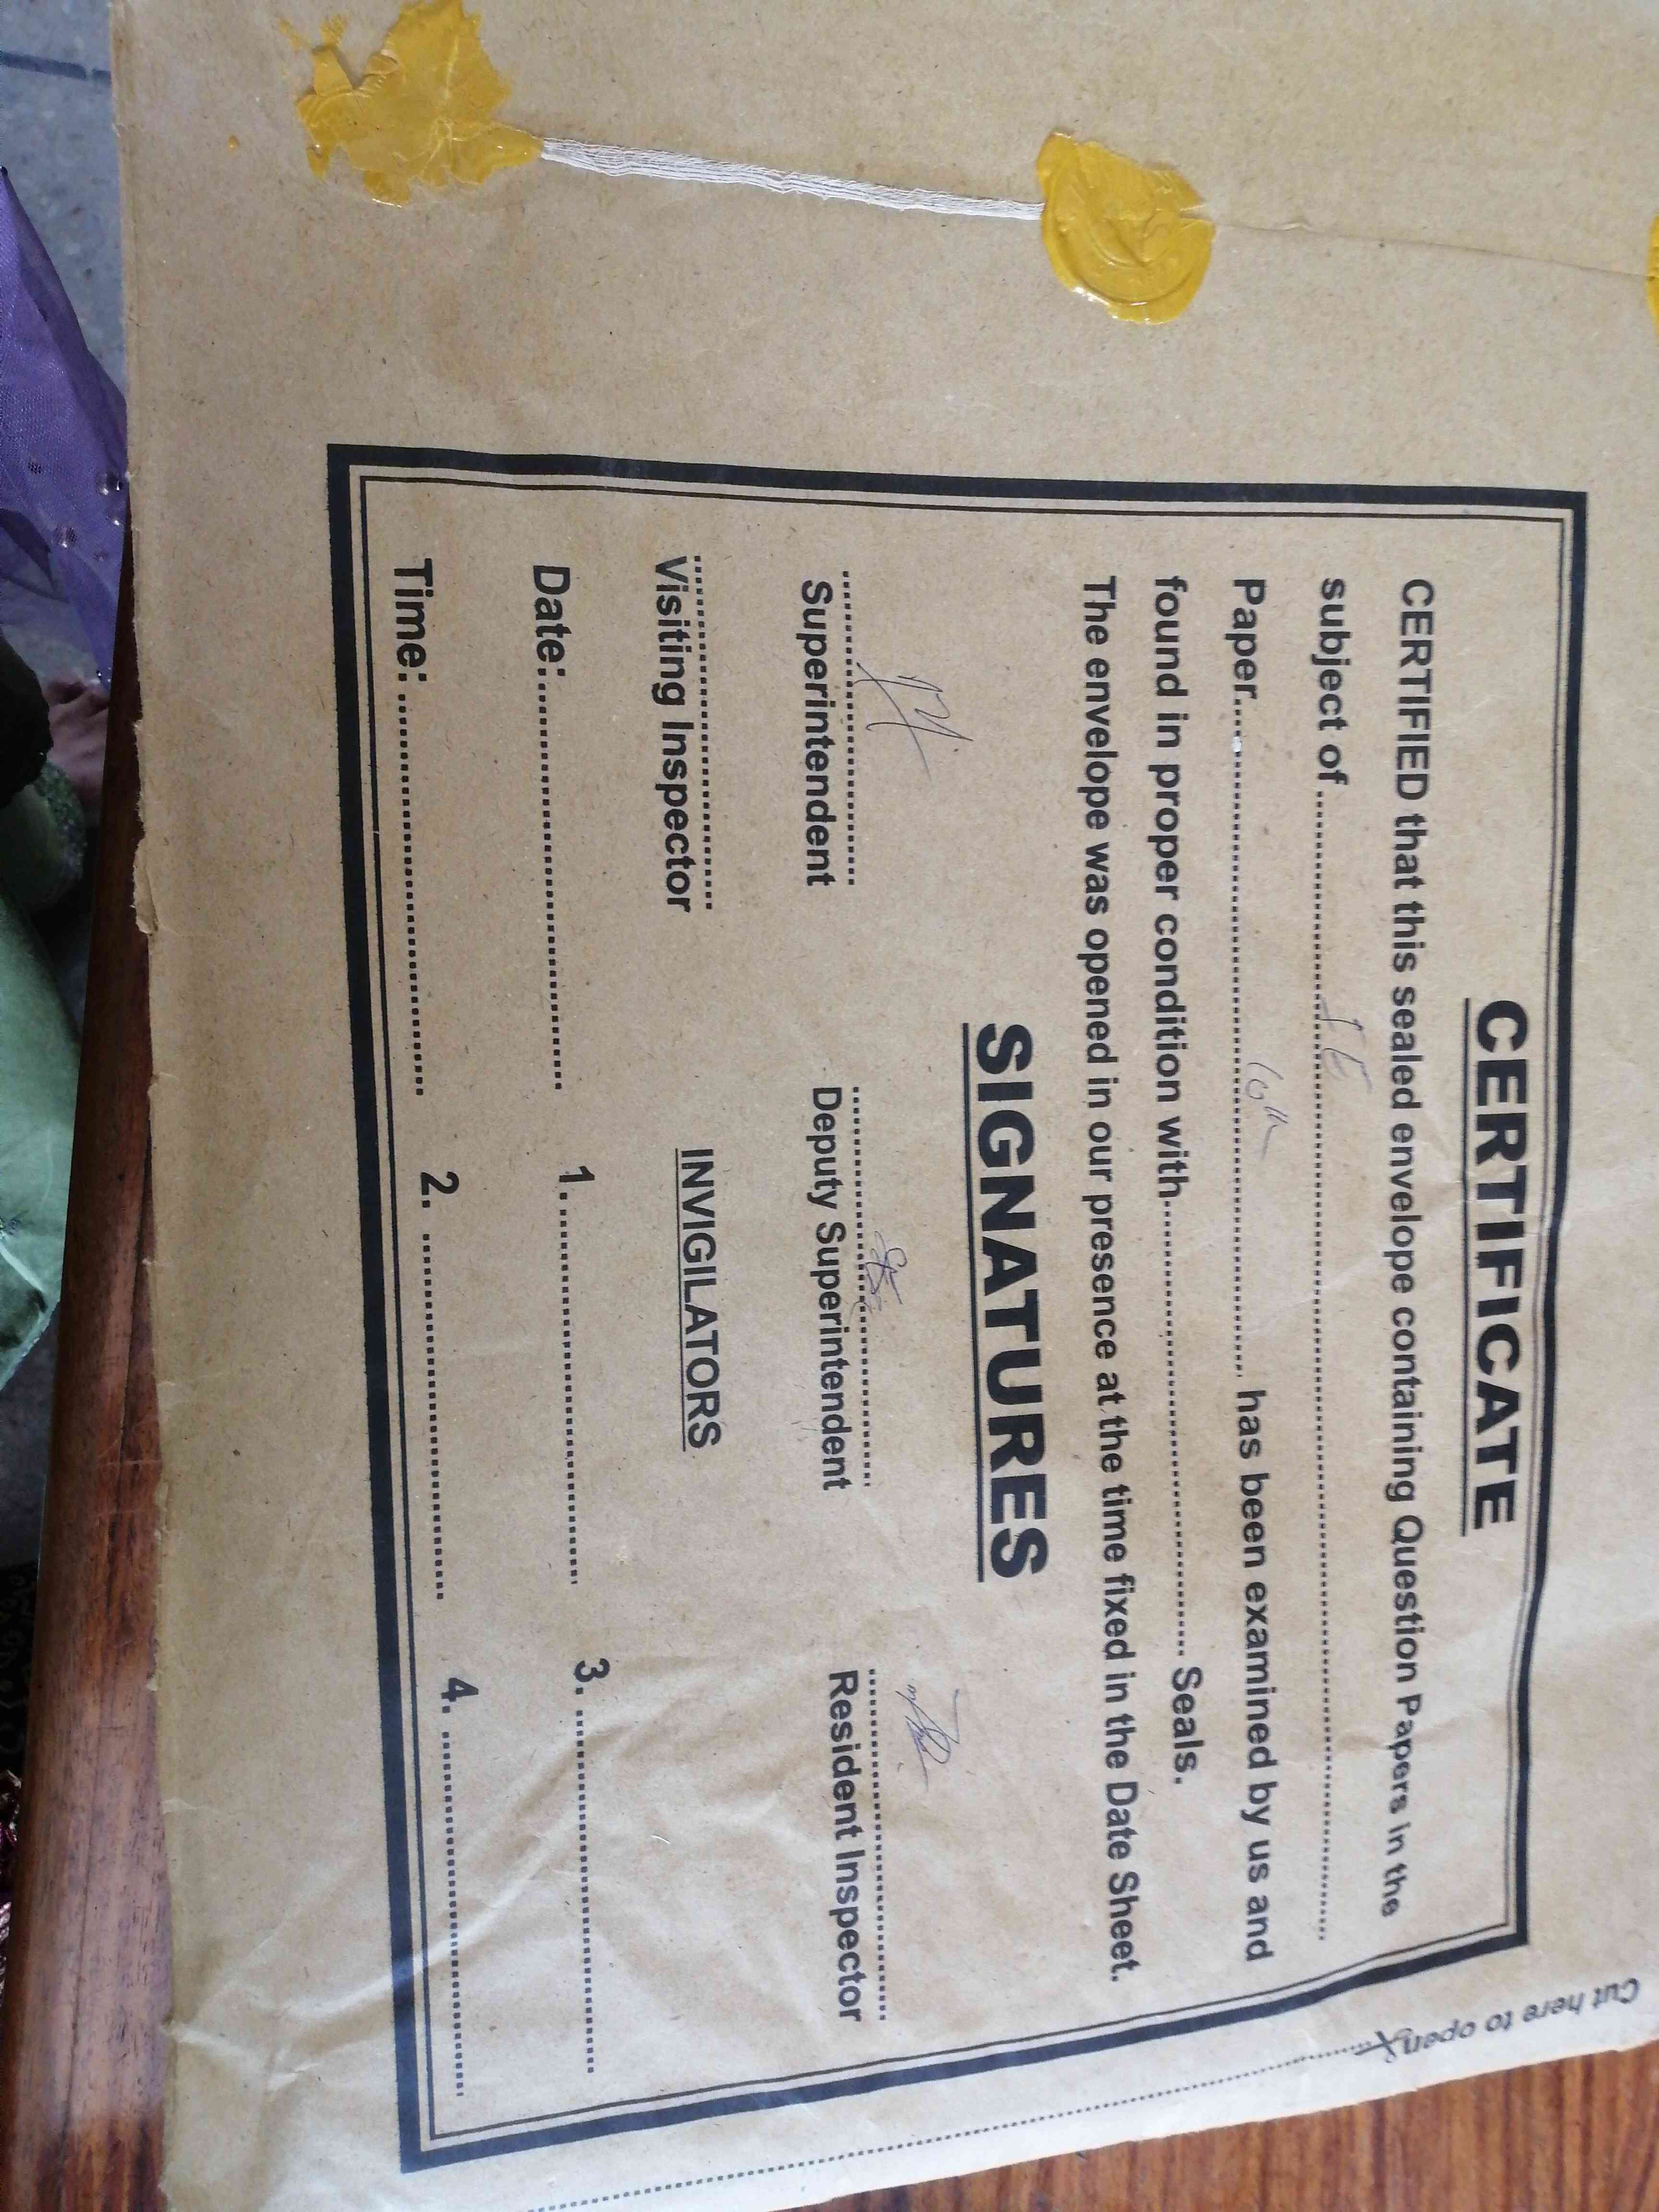 CERTIFICATE
CERTIFIED that this sealed envelope containing Question Papers in the
subject of..............................
Paper.............10th............. has been examined by us and
found in proper condition with.............................. Seals.
The envelope was opened in our presence at the time fixed in the Date Sheet.
SIGNATURES
Superintendent Deputy Superintendent Resident Inspector
Visiting Inspector INVIGILATORS
Date:.............................. 1. .............................. 3. ..............................
Time: .............................. 2. .............................. 4. ..............................
Cut here to open